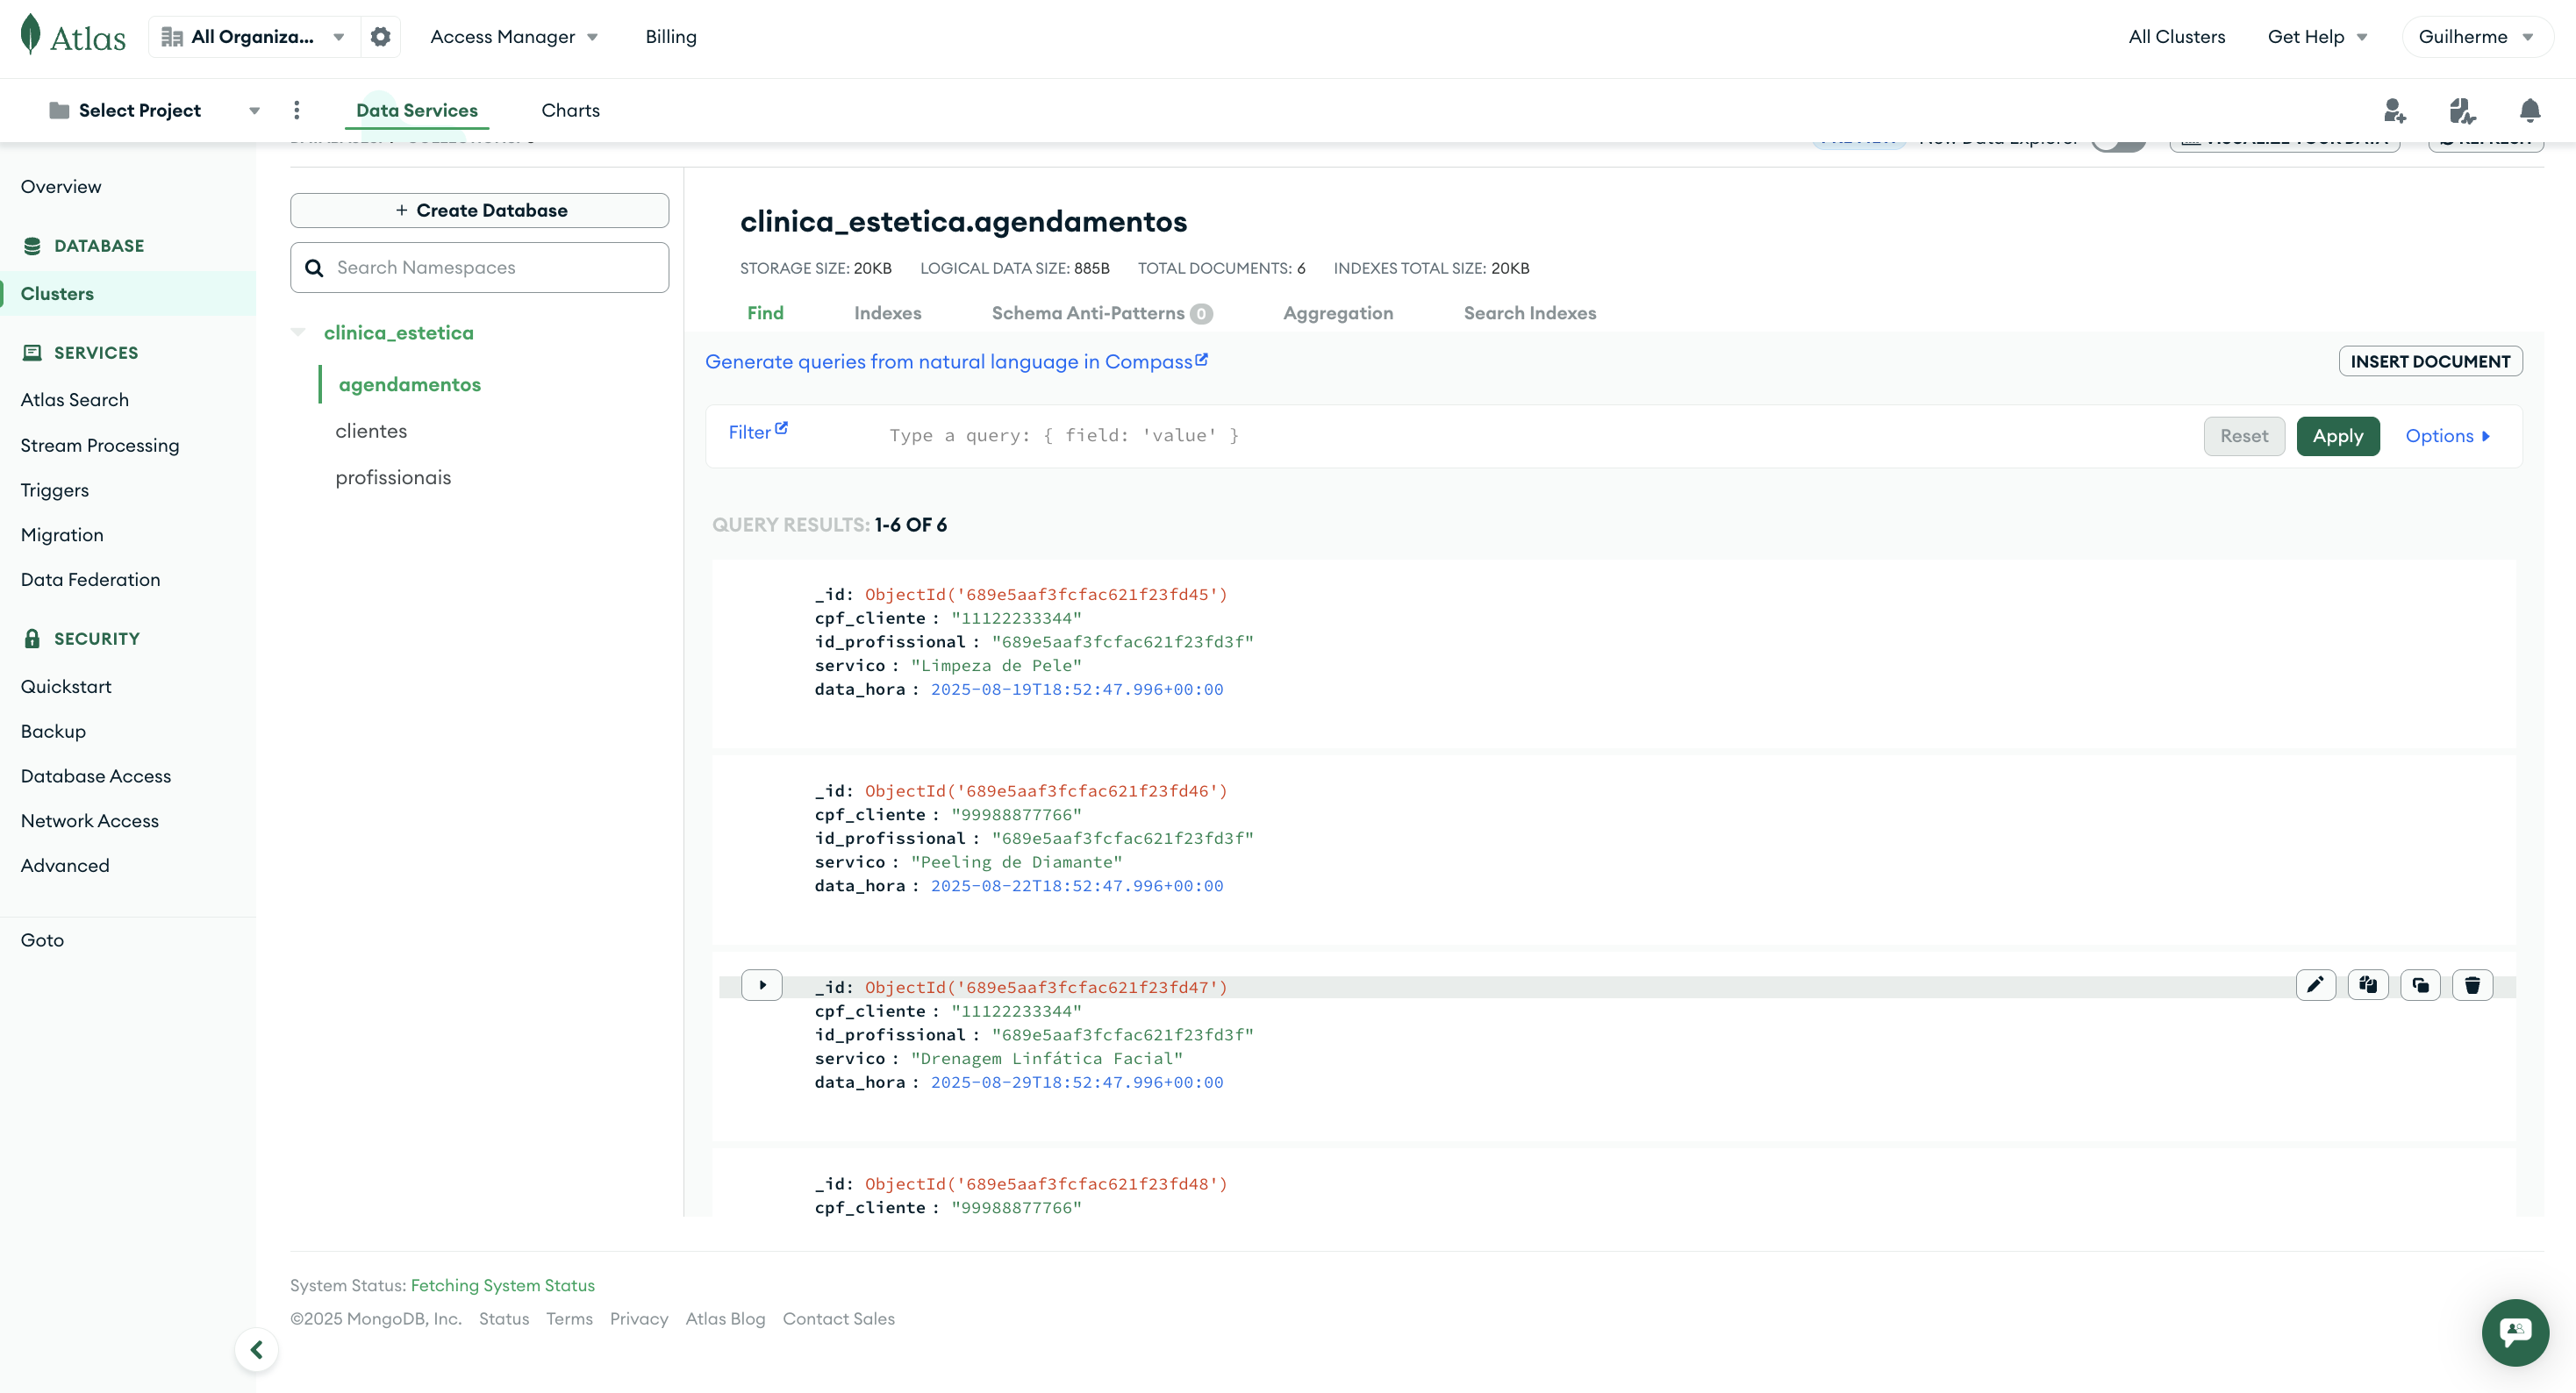 Atlas
All Organiza...
Access Manager
Billing
All Clusters
Get Help
Guilherme
Select Project
Data Services
Charts
Overview
DATABASE
Clusters
SERVICES
Atlas Search
Stream Processing
Triggers
Migration
Data Federation
SECURITY
Quickstart
Backup
Database Access
Network Access
Advanced
Goto
+ Create Database
Search Namespaces
clinica_estetica
agendamentos
clientes
profissionais
clinica_estetica.agendamentos
STORAGE SIZE: 20KB LOGICAL DATA SIZE: 885B TOTAL DOCUMENTS: 6 INDEXES TOTAL SIZE: 20KB
Find Indexes Schema Anti-Patterns 0 Aggregation Search Indexes
Generate queries from natural language in Compass
INSERT DOCUMENT
Filter
Type a query: { field: 'value' }
Reset
Apply
Options
QUERY RESULTS: 1-6 OF 6
_id: ObjectId('689e5aaf3fcfac621f23fd45')
cpf_cliente : "11122233344"
id_profissional : "689e5aaf3fcfac621f23fd3f"
servico : "Limpeza de Pele"
data_hora : 2025-08-19T18:52:47.996+00:00
_id: ObjectId('689e5aaf3fcfac621f23fd46')
cpf_cliente : "99988877766"
id_profissional : "689e5aaf3fcfac621f23fd3f"
servico : "Peeling de Diamante"
data_hora : 2025-08-22T18:52:47.996+00:00
_id: ObjectId('689e5aaf3fcfac621f23fd47')
cpf_cliente : "11122233344"
id_profissional : "689e5aaf3fcfac621f23fd3f"
servico : "Drenagem Linfática Facial"
data_hora : 2025-08-29T18:52:47.996+00:00
_id: ObjectId('689e5aaf3fcfac621f23fd48')
cpf_cliente : "99988877766"
System Status: Fetching System Status
©2025 MongoDB, Inc. Status Terms Privacy Atlas Blog Contact Sales